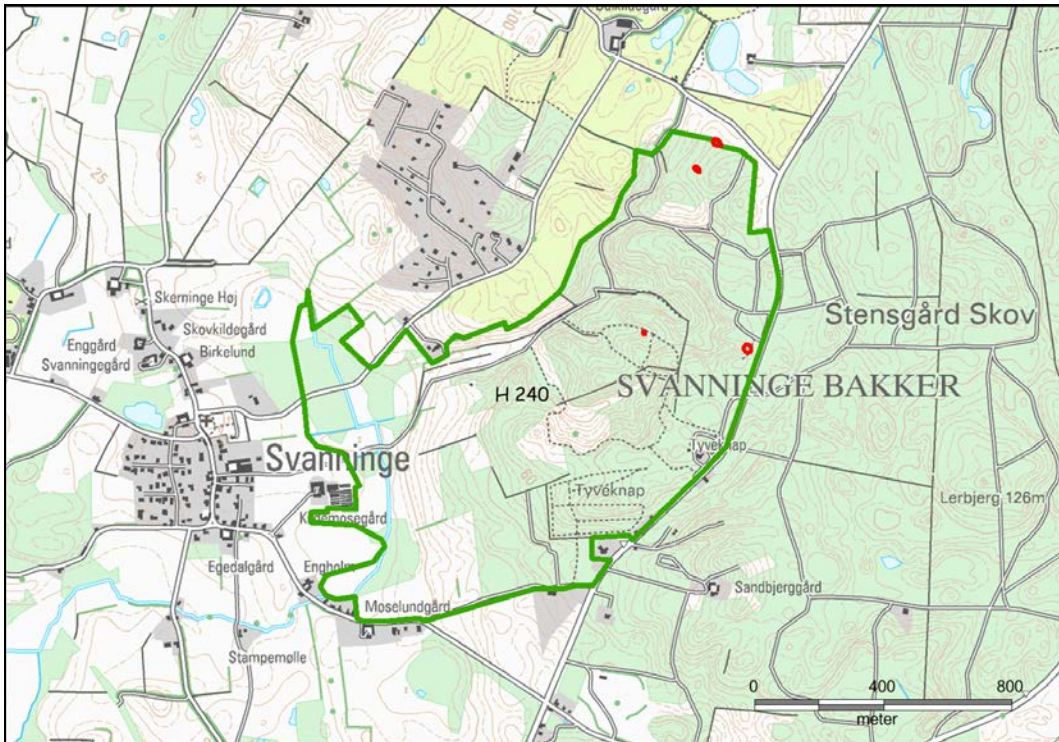 100
25
Skerninge Høj
Skovkildegård
Birkelund
Enggård
Svanningegård
Stensgård Skov
H 240
SVANNINGE BAKKER
Svanninge
Tyveknap
Tyveknap
Lerbjerg 126m
Egedalgård
Engholm
Moselundgård
Sandbjerggård
Stampemølle
0 400 800
meter